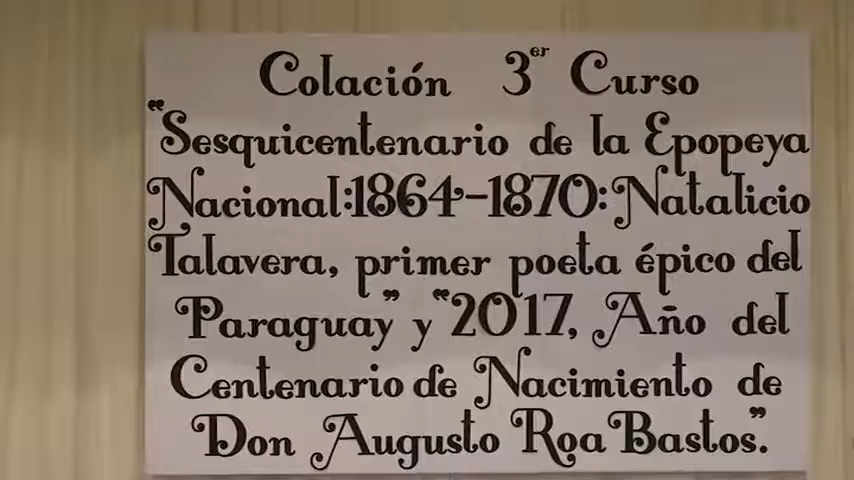 Colación 3er Curso
"Sesquicentenario de la Epopeya
Nacional:1864-1870: Natalicio
Talavera, primer poeta épico del
Paraguay" y "2017, Año del
Centenario de Nacimiento de
Don Augusto Roa Bastos".